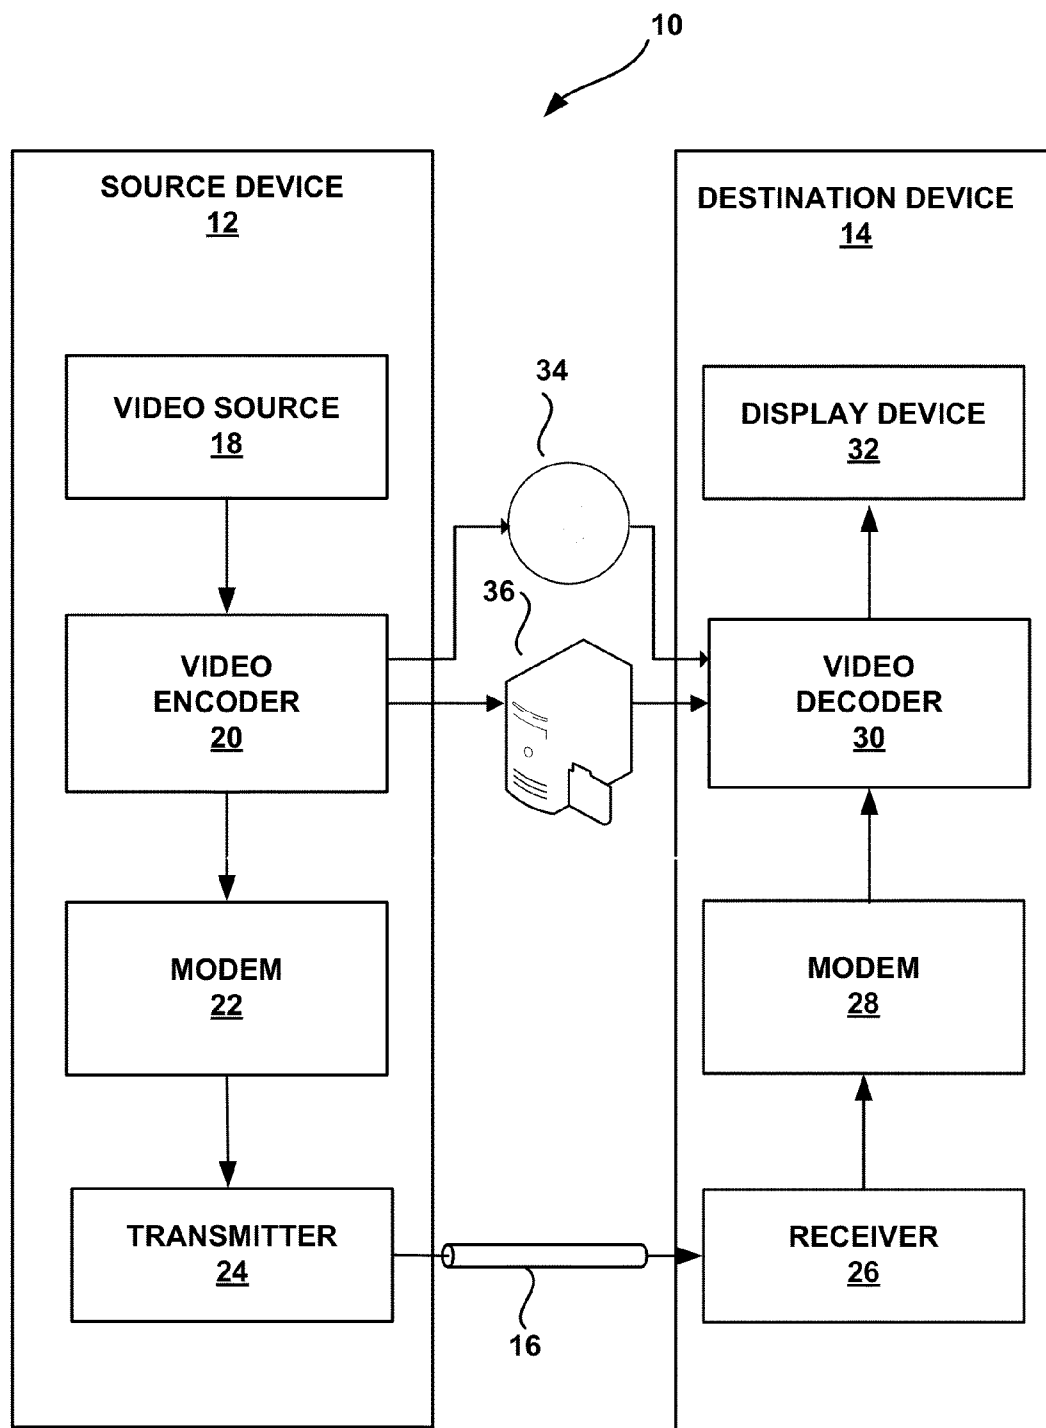 10
SOURCE DEVICE
12
VIDEO SOURCE
18
VIDEO
ENCODER
20
MODEM
22
TRANSMITTER
24
34
36
16
DESTINATION DEVICE
14
DISPLAY DEVICE
32
VIDEO
DECODER
30
MODEM
28
RECEIVER
26